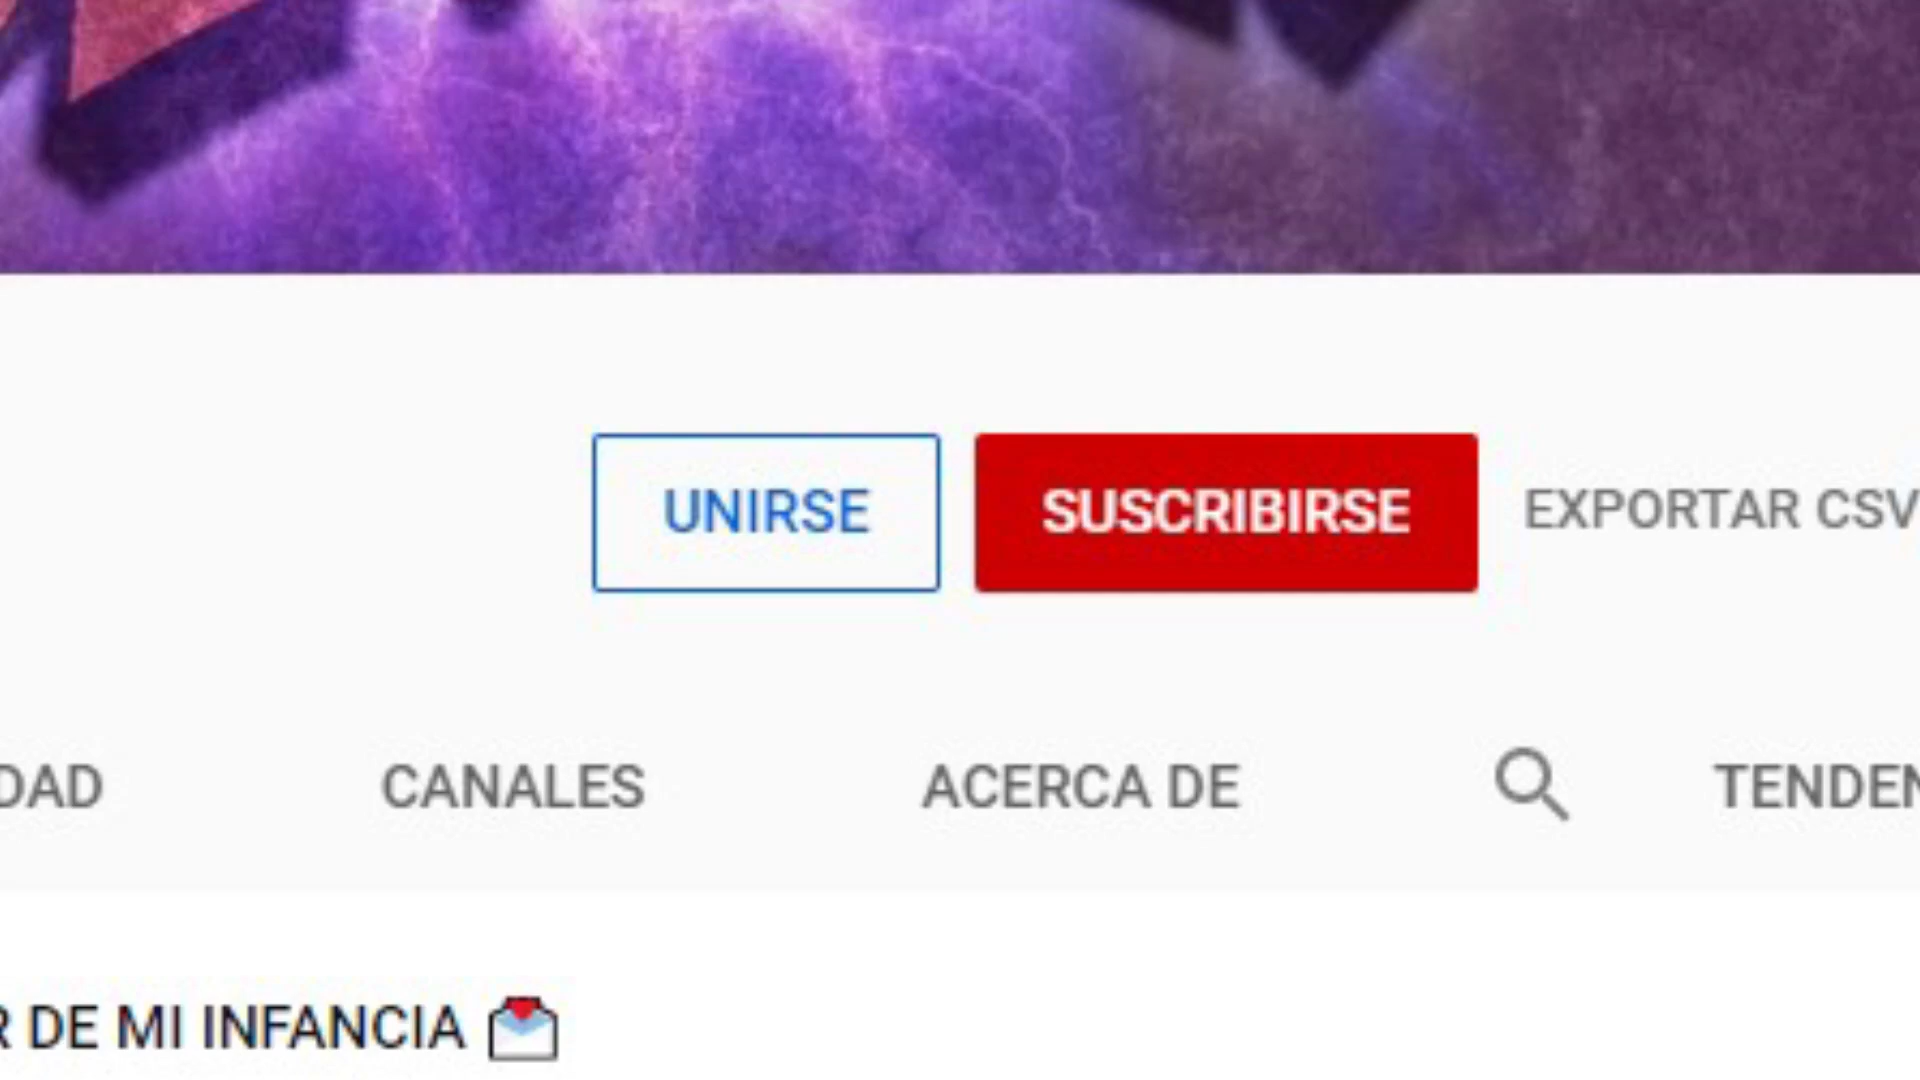 UNIRSE SUSCRIBIRSE EXPORTAR CSV
DAD CANALES ACERCA DE TENDEN
R DE MI INFANCIA